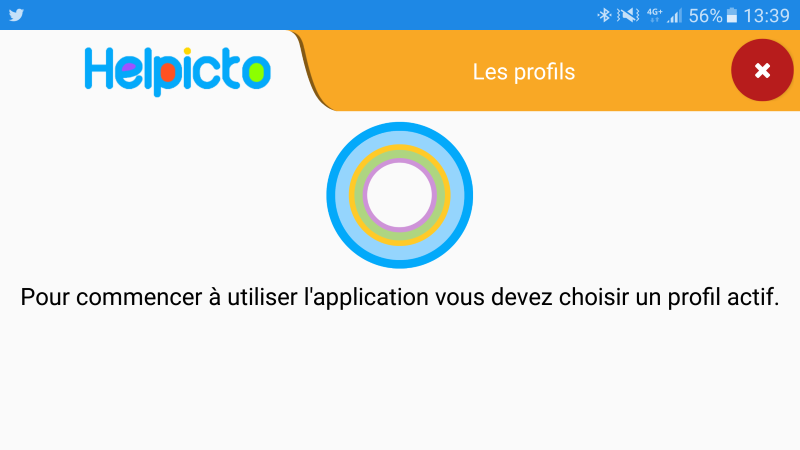 4G+ 56% 13:39
Helpicto
Les profils
Pour commencer à utiliser l'application vous devez choisir un profil actif.